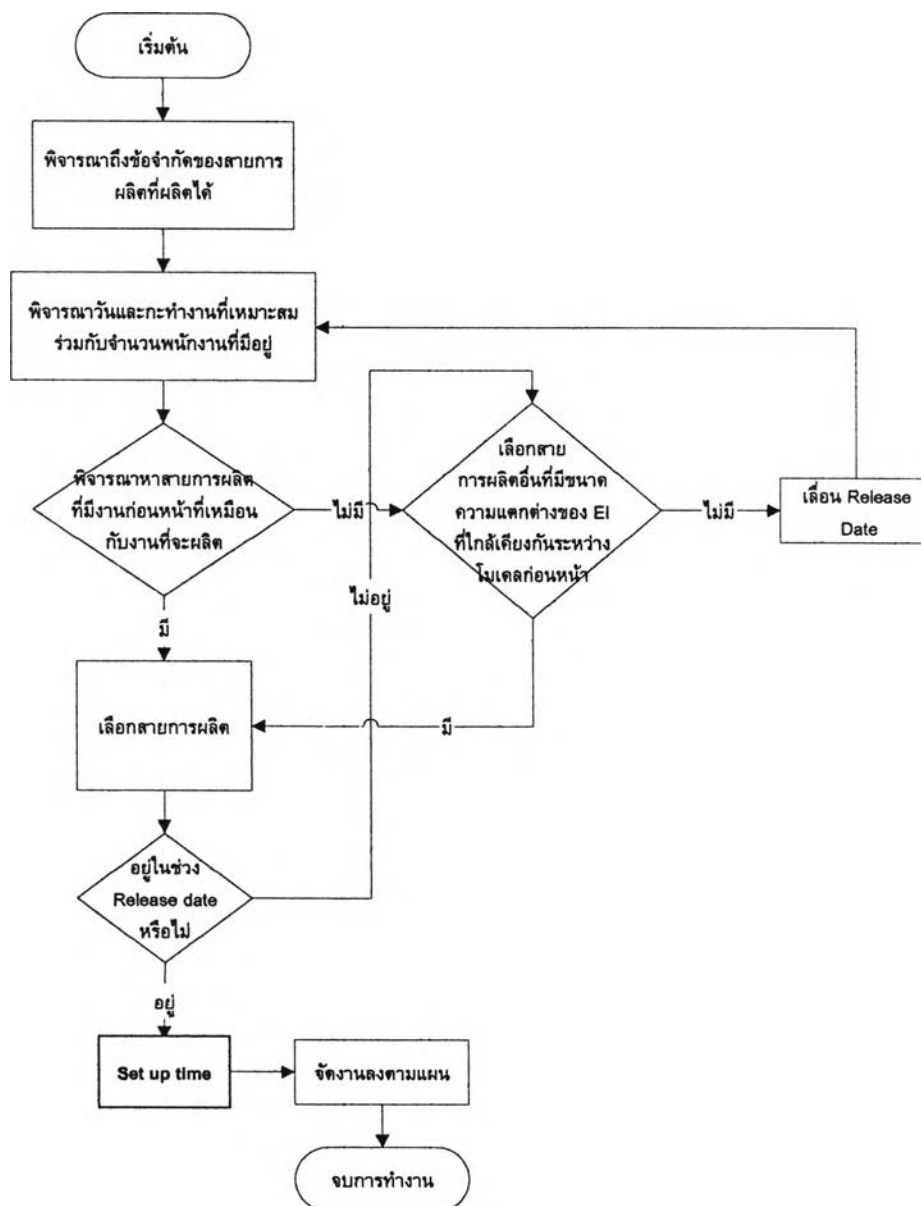 เริ่มต้น
พิจารณาถึงข้อจำกัดของสายการ
ผลิตที่ผลิตได้
พิจารณาวันและกะทำงานที่เหมาะสม
ร่วมกับจำนวนพนักงานที่มีอยู่
พิจารณาหาสายการผลิต
ที่มีงานก่อนหน้าที่เหมือน
กับงานที่จะผลิต
ไม่มี
เลือกสาย
การผลิตอื่นที่มีขนาด
ความแตกต่างของ EI
ที่ใกล้เคียงกันระหว่าง
โมเดลก่อนหน้า
ไม่มี
เลื่อน Release
Date
ไม่อยู่
มี
เลือกสายการผลิต
มี
อยู่ในช่วง
Release date
หรือไม่
อยู่
Set up time
จัดงานลงตามแผน
จบการทำงาน